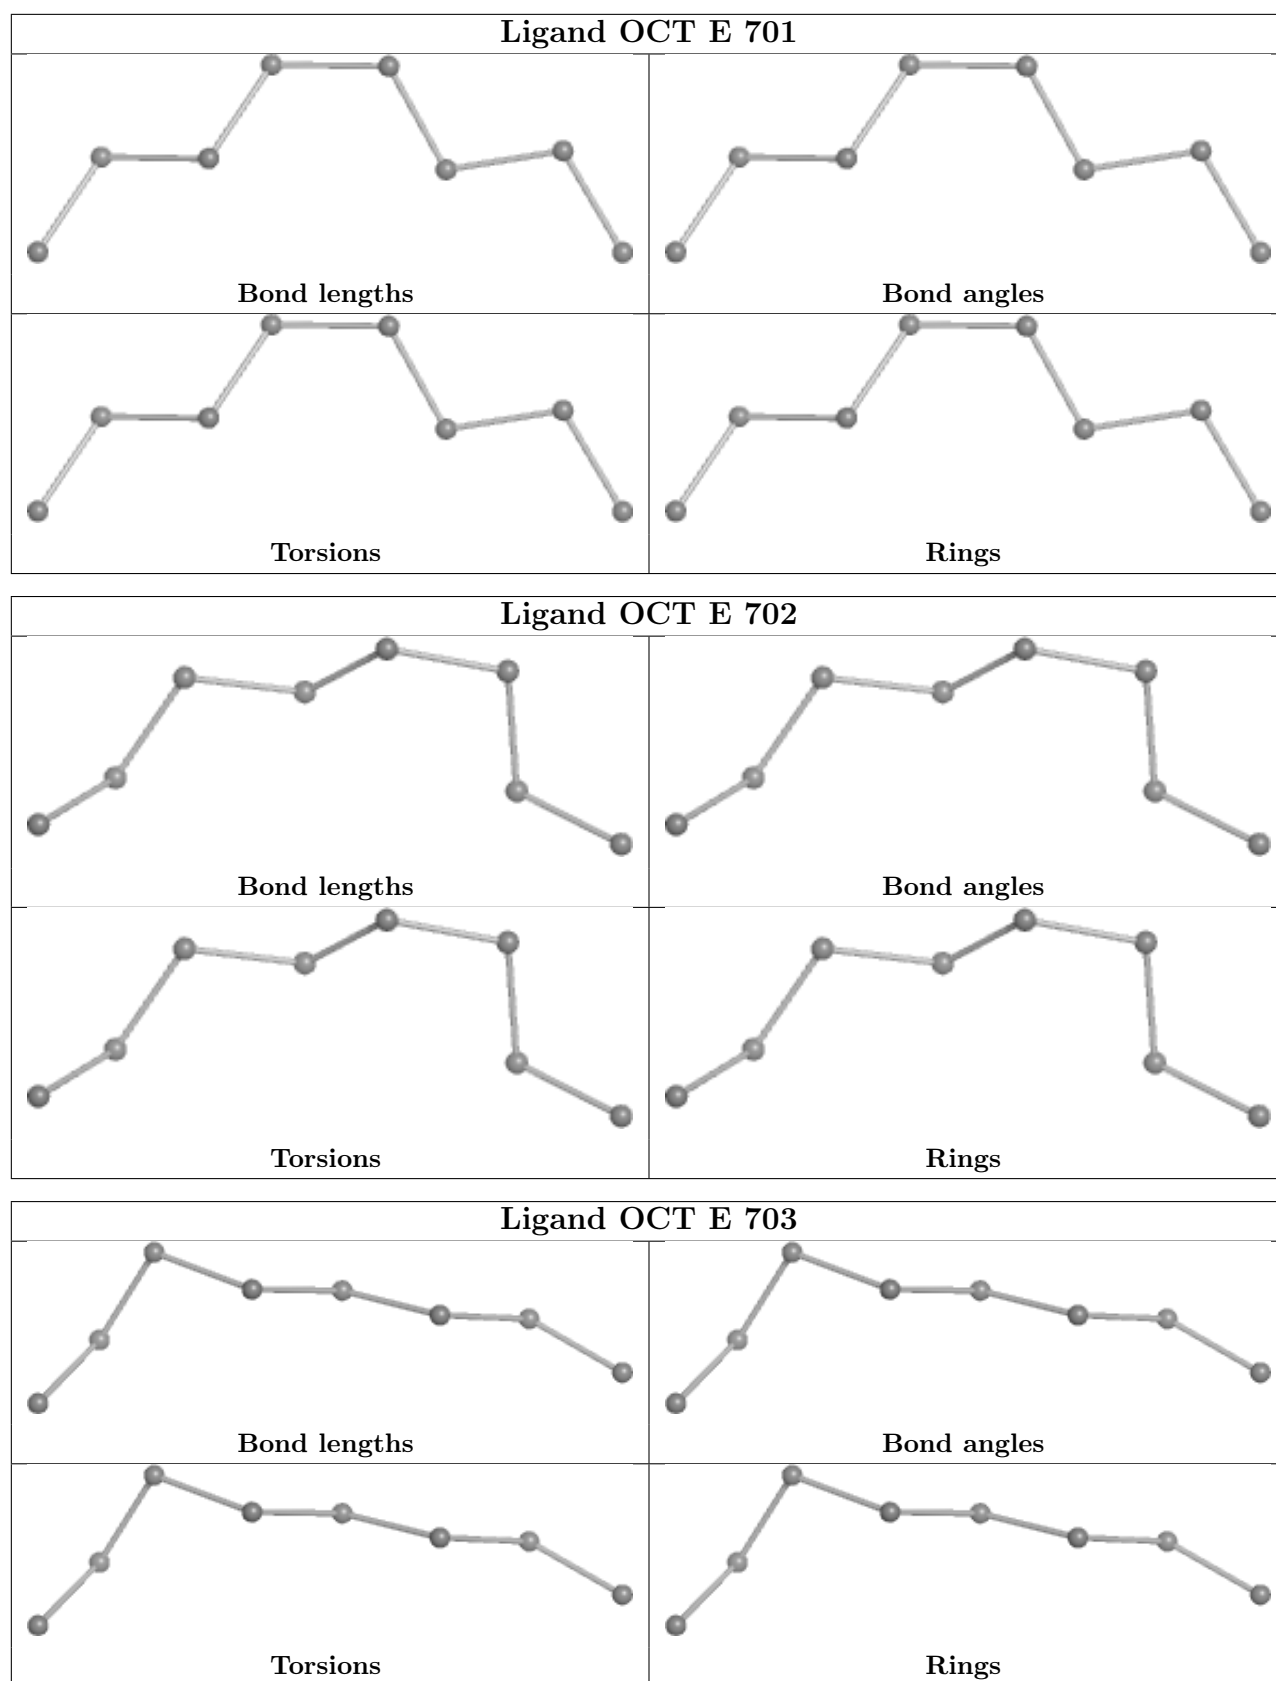 Ligand OCT E 701
Bond lengths
Bond angles
Torsions
Rings
Ligand OCT E 702
Bond lengths
Bond angles
Torsions
Rings
Ligand OCT E 703
Bond lengths
Bond angles
Torsions
Rings